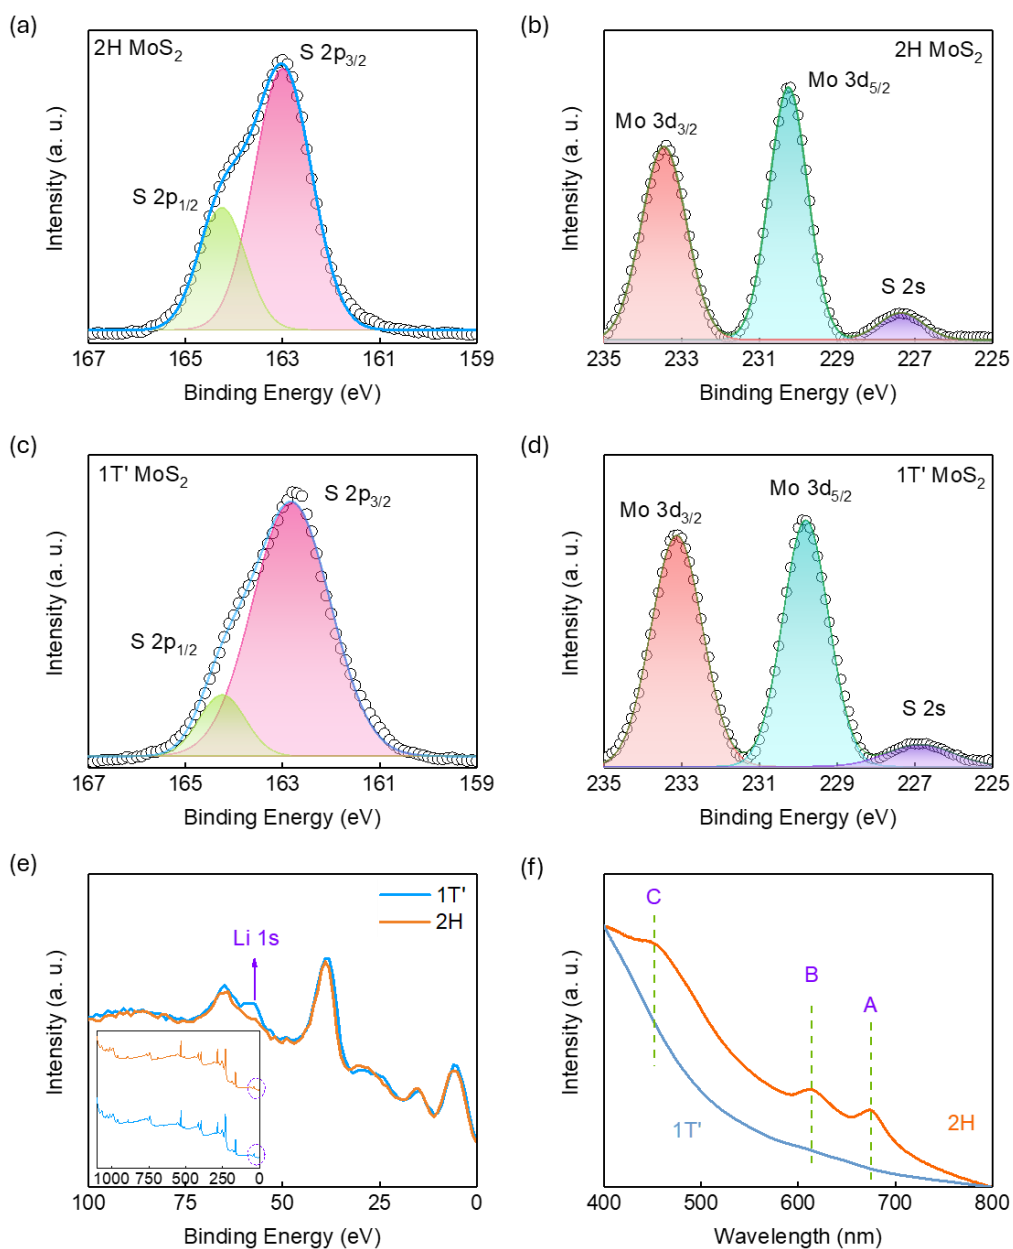 (a)
2H MoS₂
S 2p₃/₂
S 2p₁/₂
Intensity (a. u.)
167 165 163 161 159
Binding Energy (eV)
(b)
2H MoS₂
Mo 3d₅/₂
Mo 3d₃/₂
S 2s
Intensity (a. u.)
235 233 231 229 227 225
Binding Energy (eV)
(c)
1T' MoS₂
S 2p₃/₂
S 2p₁/₂
Intensity (a. u.)
167 165 163 161 159
Binding Energy (eV)
(d)
1T' MoS₂
Mo 3d₅/₂
Mo 3d₃/₂
S 2s
Intensity (a. u.)
235 233 231 229 227 225
Binding Energy (eV)
(e)
1T'
2H
Li 1s
Intensity (a. u.)
1000 750 500 250 0
100 75 50 25 0
Binding Energy (eV)
(f)
C
B
A
1T'
2H
Intensity (a. u.)
400 500 600 700 800
Wavelength (nm)